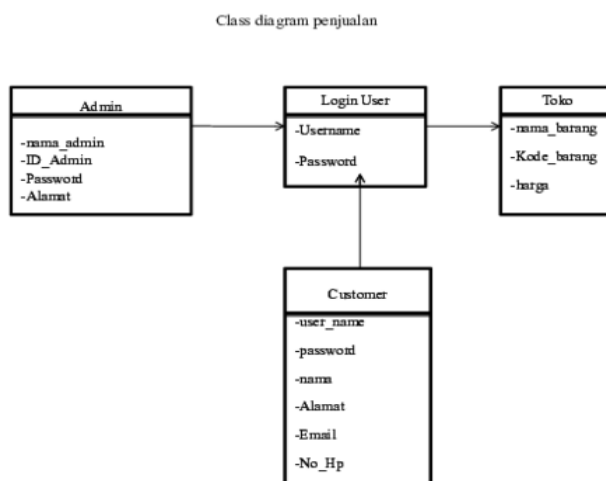 Class diagram penjualan
Admin
-nama_admin
-ID_Admin
-Password
-Alamat
Login User
-Username
-Password
Toko
-nama_barang
-Kode_barang
-harga
Customer
-user_name
-password
-nama
-Alamat
-Email
-No_Hp